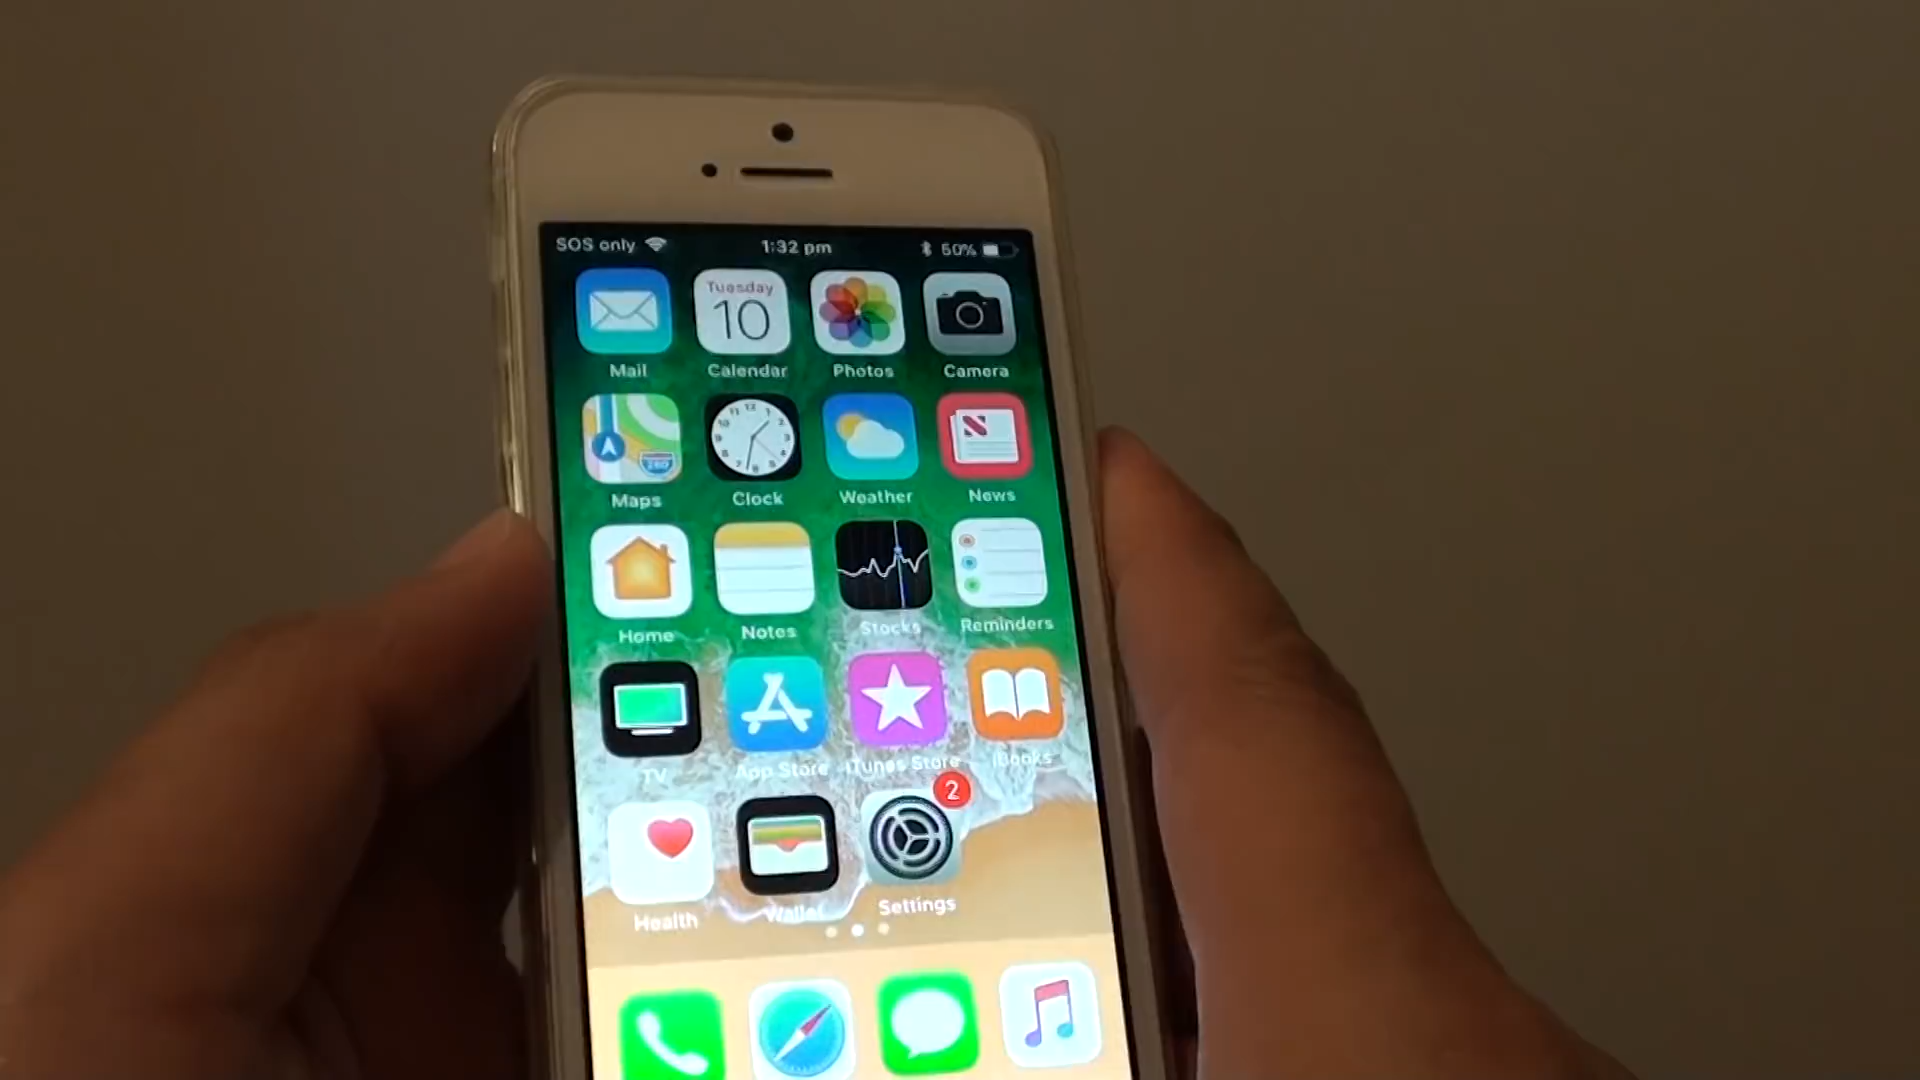 SOS only 1:32 pm 50%
Tuesday
10
Mail Calendar Photos Camera
280
Maps Clock Weather News
Home Notes Stocks Reminders
TV App Store iTunes Store iBooks
2
Health Wallet Settings